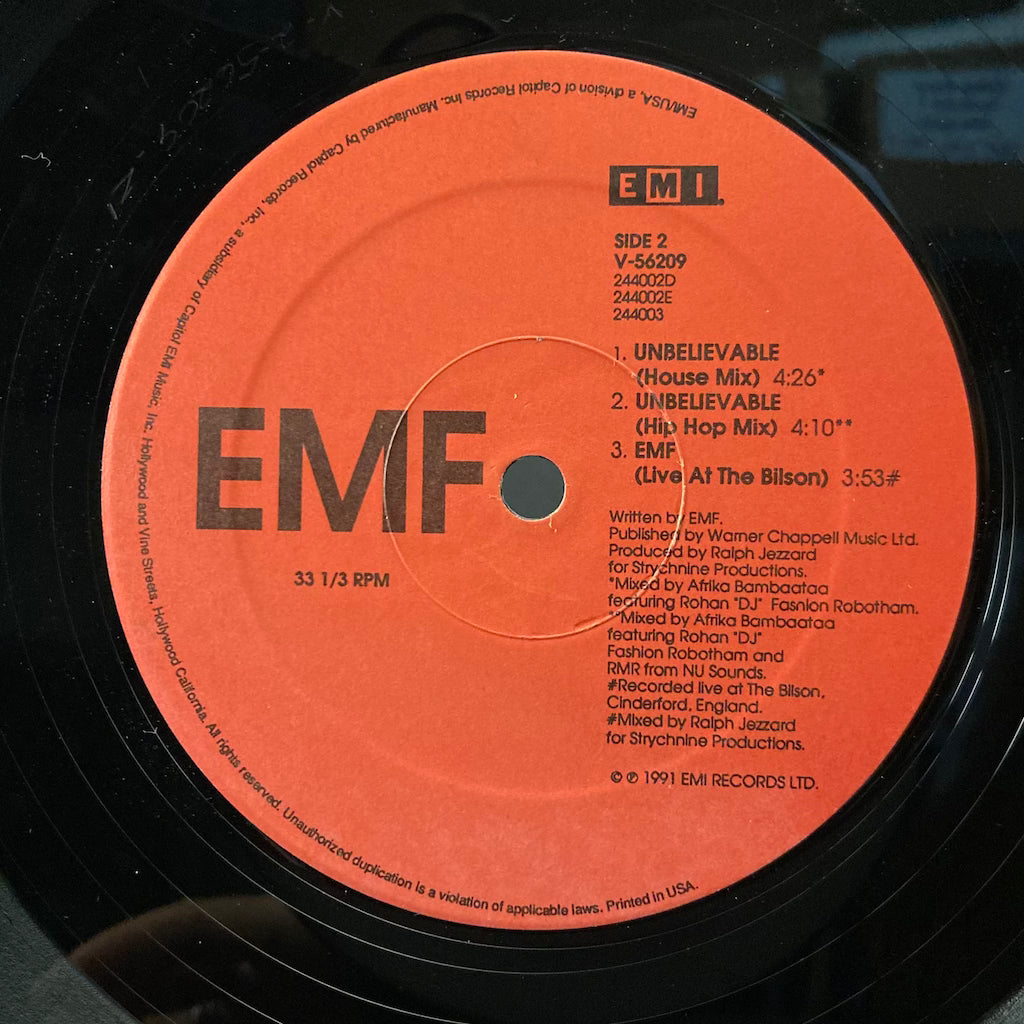 EMI/USA, a division of Capitol Records Inc. Manufactured by Capitol Records, Inc., a subsidiary of Capitol EMI Music, Inc. Hollywood and Vine Streets, Hollywood California. All rights reserved. Unauthorized duplication is a violation of applicable laws. Printed in USA.
EMI.
SIDE 2
V-56209
244002D
244002E
244003
1. UNBELIEVABLE
(House Mix) 4:26*
2. UNBELIEVABLE
(Hip Hop Mix) 4:10**
3. EMF
(Live At The Bilson) 3:53#
EMF
33 1/3 RPM
Written by EMF.
Published by Warner Chappell Music Ltd.
Produced by Ralph Jezzard
for Strychnine Productions.
*Mixed by Afrika Bambaataa
featuring Rohan "DJ" Fasnion Robotham.
**Mixed by Afrika Bambaataa
featuring Rohan "DJ"
Fashion Robotham and
RMR from NU Sounds.
#Recorded live at The Bilson,
Cinderford, England.
#Mixed by Ralph Jezzard
for Strychnine Productions.
© ℗ 1991 EMI RECORDS LTD.